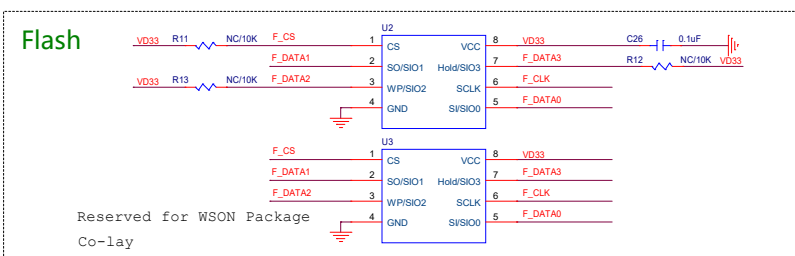 Flash
U2
VD33 R11 NC/10K F_CS 1 CS VCC 8 VD33 C26 0.1uF
F_DATA1 2 SO/SIO1 Hold/SIO3 7 F_DATA3 R12 NC/10K VD33
VD33 R13 NC/10K F_DATA2 3 WP/SIO2 SCLK 6 F_CLK
4 GND SI/SIO0 5 F_DATA0
U3
F_CS 1 CS VCC 8 VD33
F_DATA1 2 SO/SIO1 Hold/SIO3 7 F_DATA3
F_DATA2 3 WP/SIO2 SCLK 6 F_CLK
4 GND SI/SIO0 5 F_DATA0
Reserved for WSON Package
Co-lay